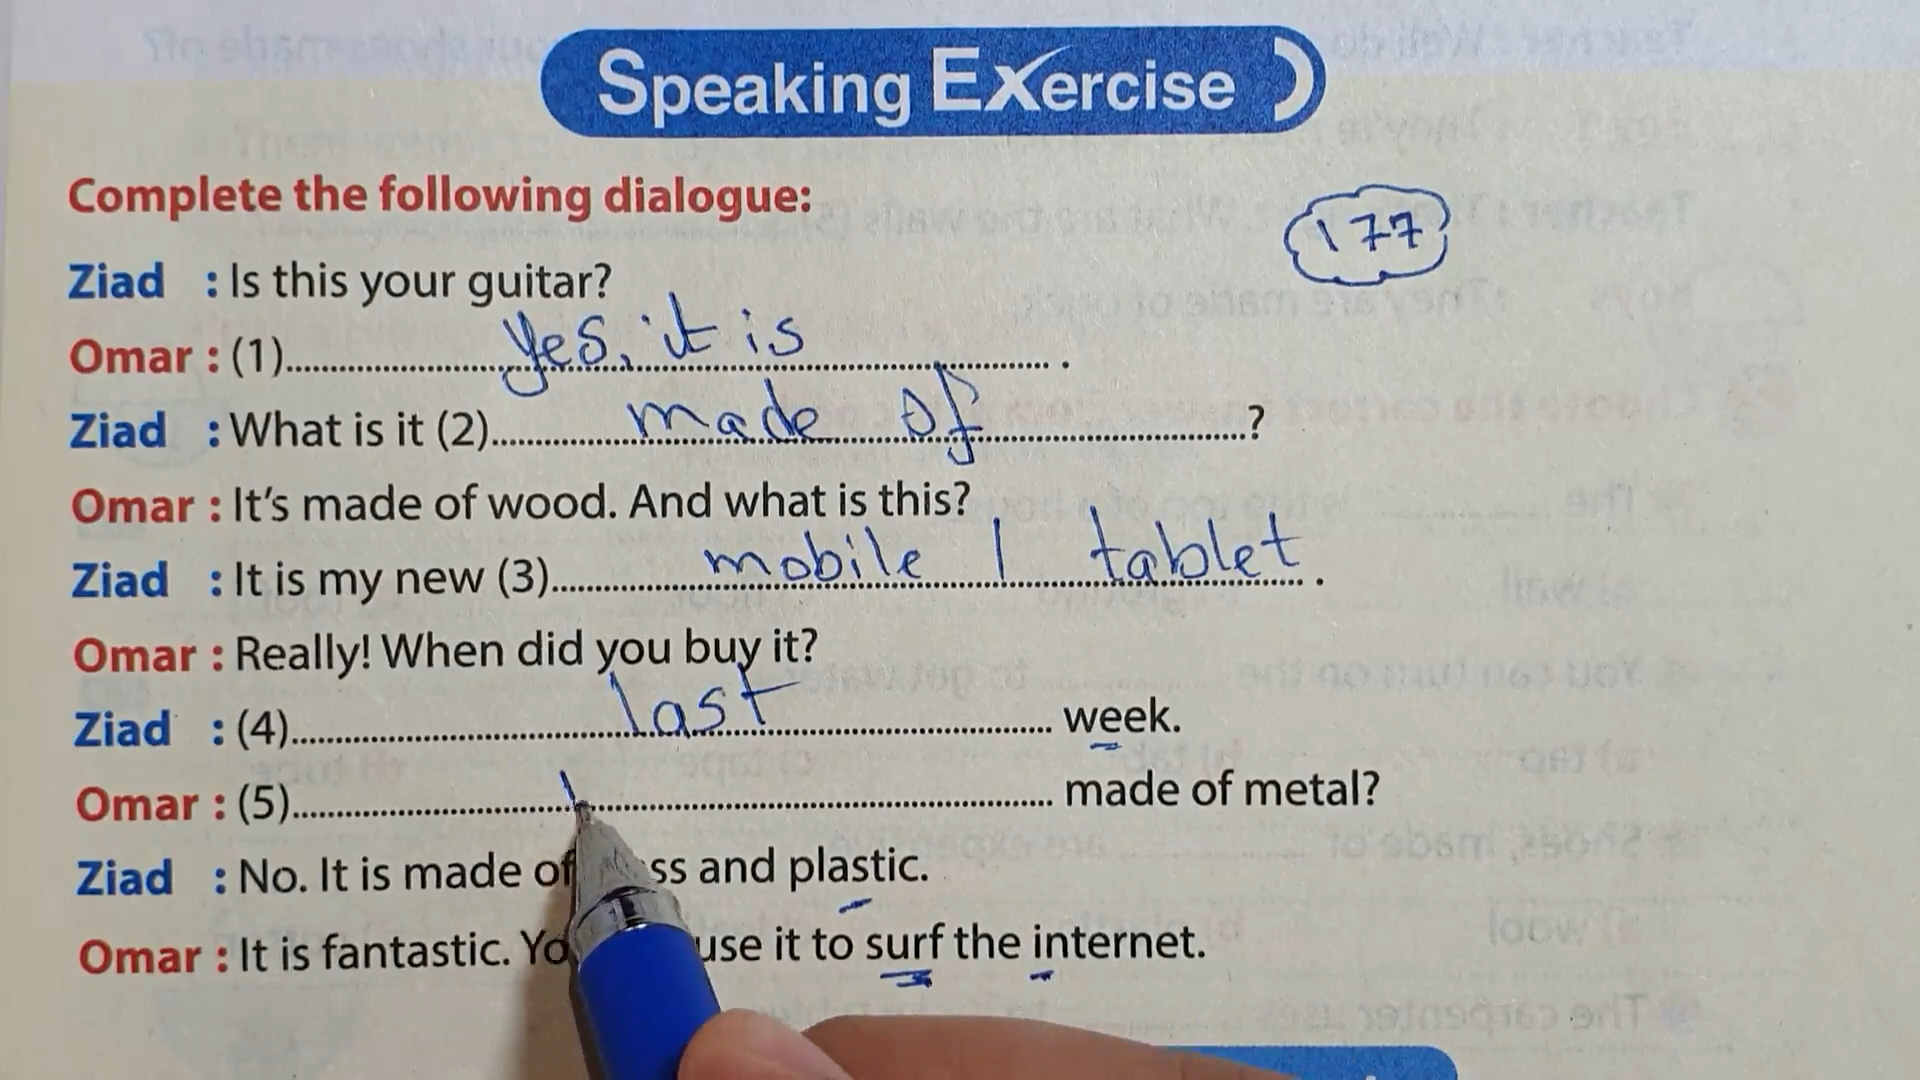 Speaking Exercise
Complete the following dialogue:
177
Ziad : Is this your guitar?
Omar : (1) Yes, it is .
Ziad : What is it (2) made of ?
Omar : It's made of wood. And what is this?
Ziad : It is my new (3) mobile / tablet .
Omar : Really! When did you buy it?
Ziad : (4) last week.
Omar : (5) made of metal?
Ziad : No. It is made of and plastic.
Omar : It is fantastic. use it to surf the internet.